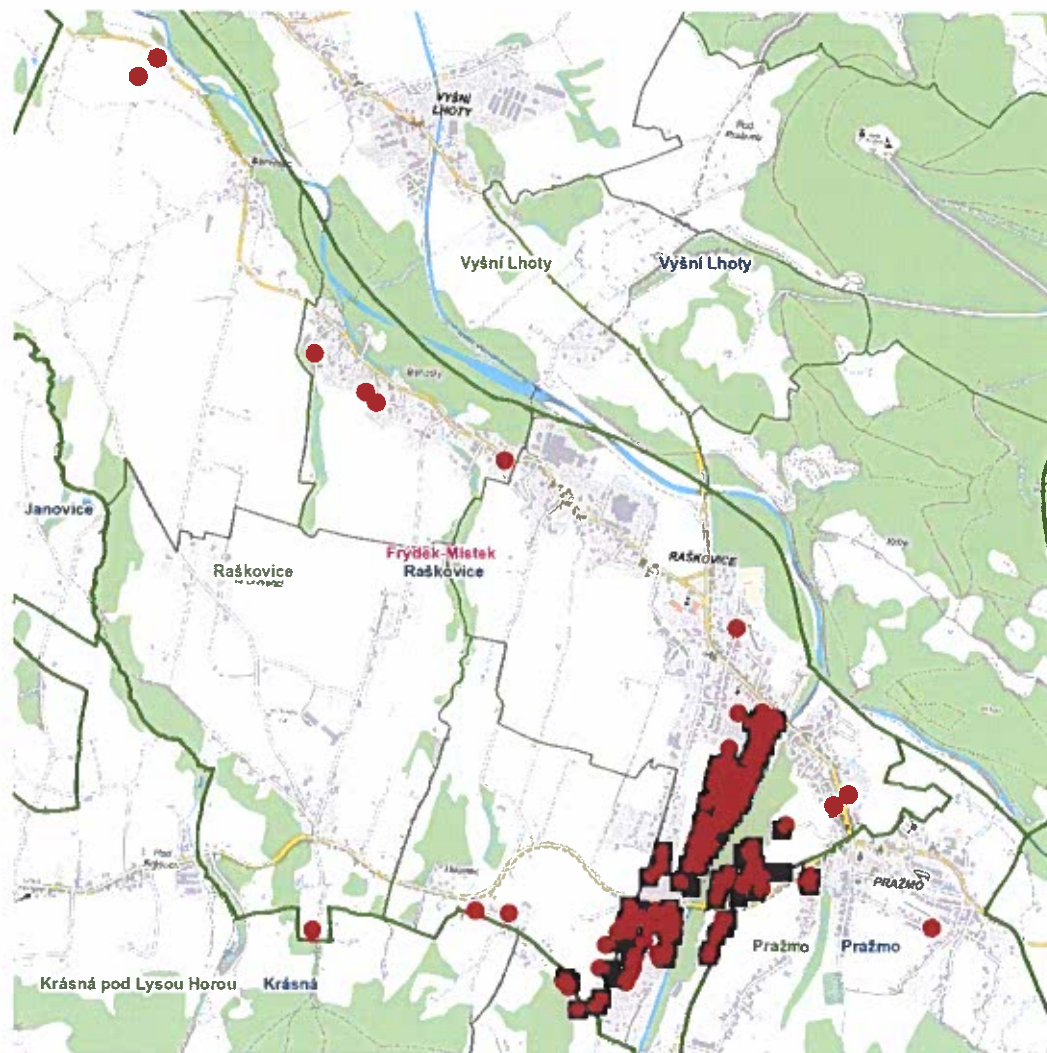 VYŠNÍ
LHOTY
Vyšní Lhoty
Vyšní Lhoty
Janovice
Raškovice
Frýdek-Místek
Raškovice
RAŠKOVICE
PRAŽMO
Pražmo
Pražmo
Krásná pod Lysou Horou
Krásná